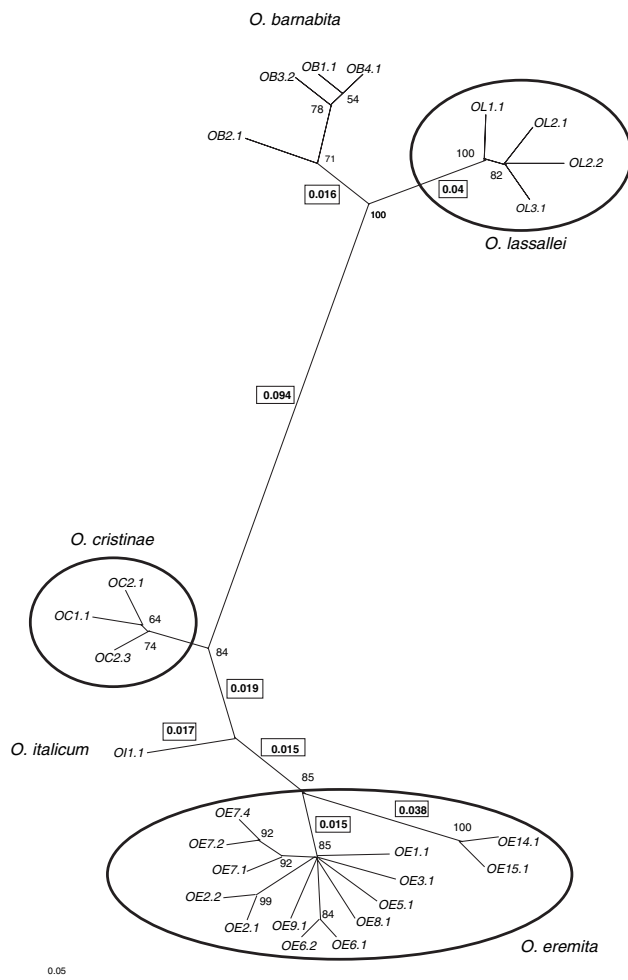 O. barnabita
OB1.1
OB4.1
OB3.2
54
78
OL1.1
OL2.1
OB2.1
71
100
OL2.2
82
0.016
0.04
OL3.1
100
O. lassallei
0.094
O. cristinae
OC2.1
OC1.1
64
74
OC2.3
84
0.019
0.017
O. italicum
OI1.1
0.015
85
0.038
OE7.4
0.015
100
OE14.1
OE7.2
92
85
OE1.1
OE7.1
92
OE15.1
OE3.1
OE2.2
99
OE5.1
OE2.1
OE9.1
84
OE8.1
OE6.2
OE6.1
O. eremita
0.05